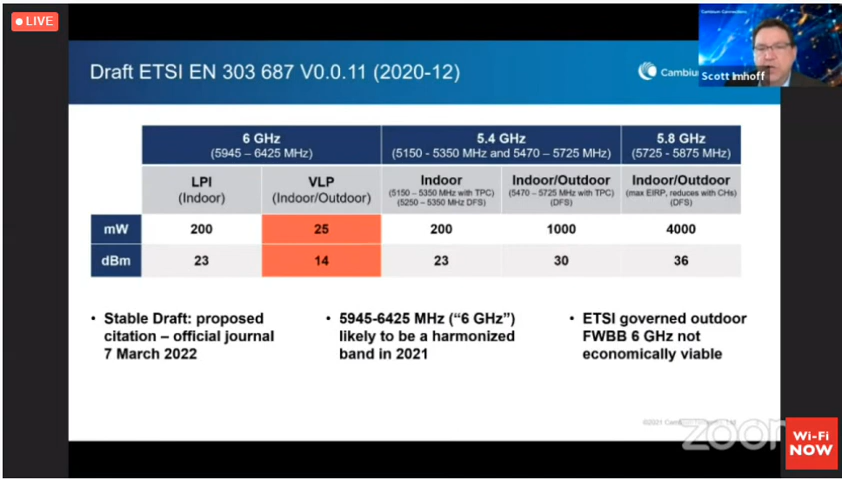 LIVE
Cambium Connections
Scott Imhoff
Draft ETSI EN 303 687 V0.0.11 (2020-12)
6 GHz
(5945 – 6425 MHz)
5.4 GHz
(5150 - 5350 MHz and 5470 – 5725 MHz)
5.8 GHz
(5725 - 5875 MHz)
LPI
(Indoor)
VLP
(Indoor/Outdoor)
Indoor
(5150 – 5350 MHz with TPC)
(5250 – 5350 MHz DFS)
Indoor/Outdoor
(5470 – 5725 MHz with TPC)
(DFS)
Indoor/Outdoor
(max EIRP, reduces with CHs)
(DFS)
mW 200 25 200 1000 4000
dBm 23 14 23 30 36
• Stable Draft: proposed
citation – official journal
7 March 2022
• 5945-6425 MHz (“6 GHz”)
likely to be a harmonized
band in 2021
• ETSI governed outdoor
FWBB 6 GHz not
economically viable
©2021
zoom
Wi-Fi
NOW